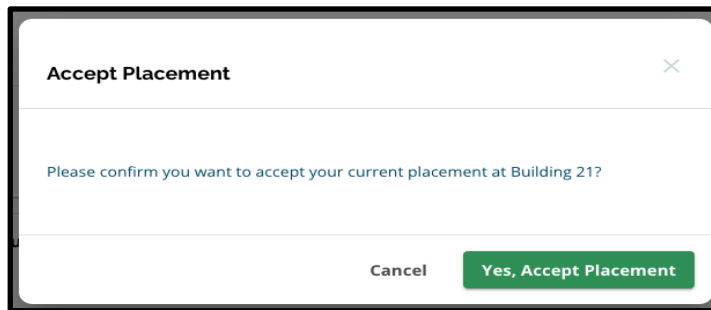 Accept Placement
Please confirm you want to accept your current placement at Building 21?
Cancel
Yes, Accept Placement